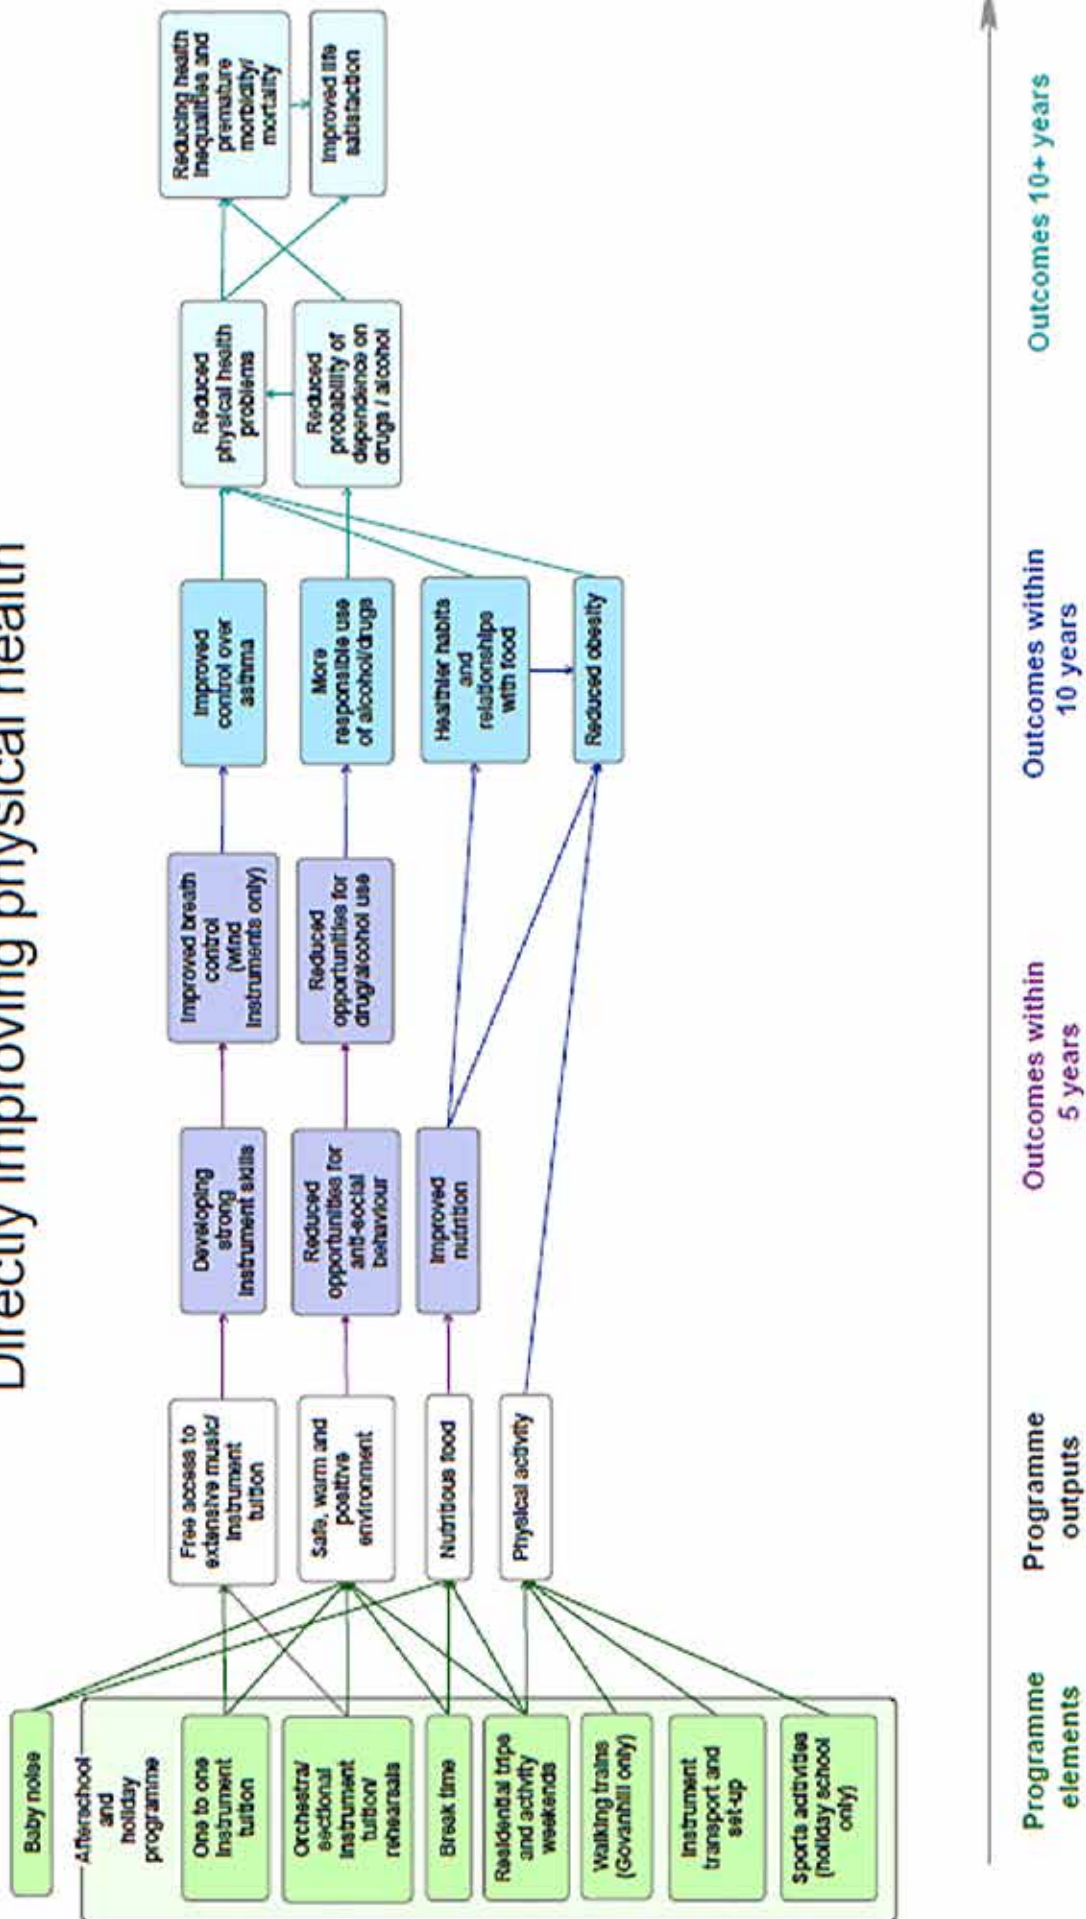 Directly improving physical health
Baby noise
Afterschool
and
holiday
programme
One to one
instrument
tuition
Orchestra/
sectional
instrument
tuition/
rehearsals
Break time
Residential trips
and activity
weekends
Walking trains
(Govanhill only)
Instrument
transport and
set-up
Sports activities
(holiday school
only)
Free access to
extensive music/
instrument
tuition
Safe, warm and
positive
environment
Nutritious food
Physical activity
Developing
strong
instrument skills
Reduced
opportunities for
anti-social
behaviour
Improved
nutrition
Improved breath
control
(wind
instruments only)
Reduced
opportunities for
drug/alcohol use
Improved
control over
asthma
More
responsible use
of alcohol/drugs
Healthier habits
and
relationships
with food
Reduced obesity
Reduced
physical health
problems
Reduced
probability of
dependence on
drugs / alcohol
Reducing health
inequalities and
premature
morbidity/
mortality
Improved life
satisfaction
Programme
elements
Programme
outputs
Outcomes within
5 years
Outcomes within
10 years
Outcomes 10+ years